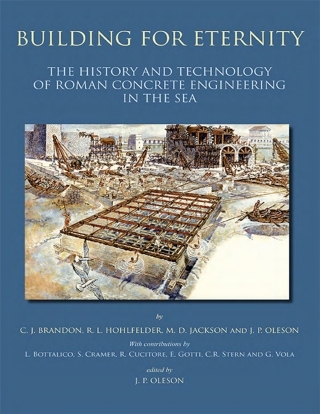 BUILDING FOR ETERNITY
THE HISTORY AND TECHNOLOGY
OF ROMAN CONCRETE ENGINEERING
IN THE SEA
by
C. J. BRANDON, R. L. HOHLFELDER, M. D. JACKSON AND J. P. OLESON
With contributions by
L. BOTTALICO, S. CRAMER, R. CUCITORE, E. GOTTI, C.R. STERN AND G. VOLA
edited by
J. P. OLESON